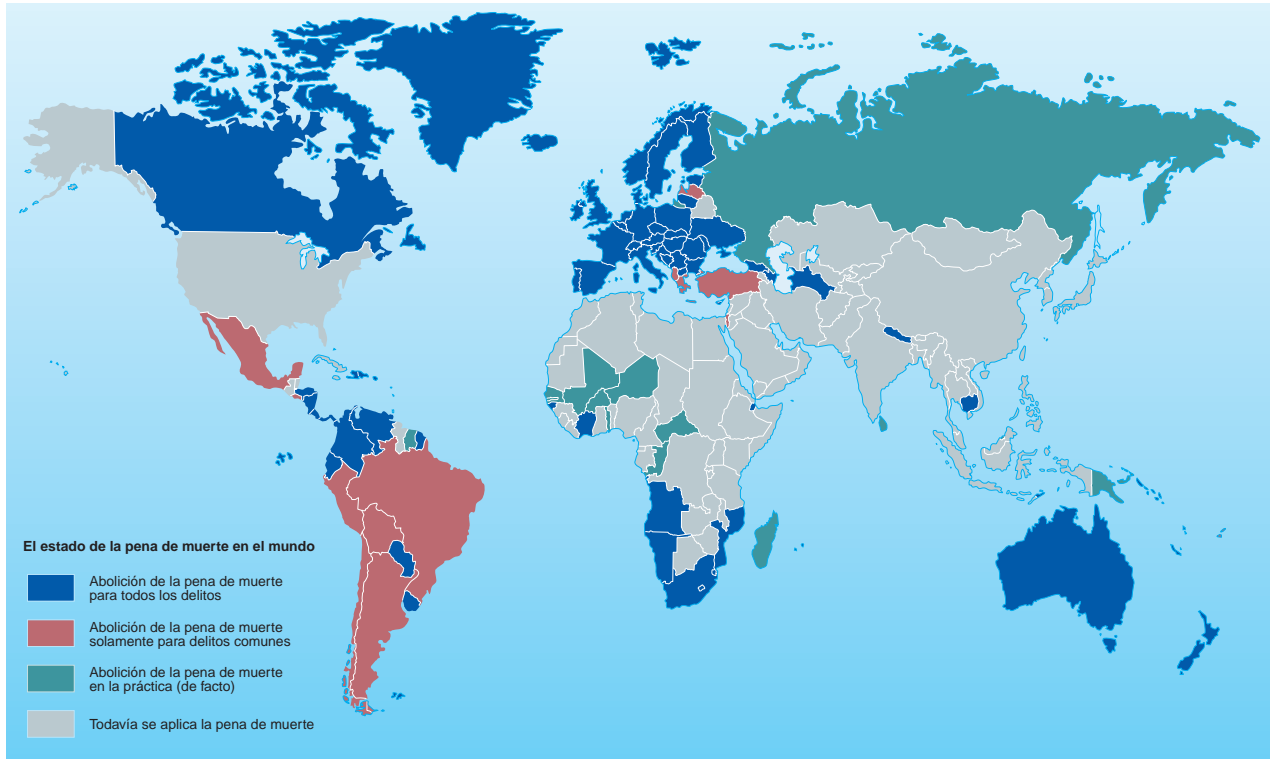 El estado de la pena de muerte en el mundo
Abolición de la pena de muerte
para todos los delitos
Abolición de la pena de muerte
solamente para delitos comunes
Abolición de la pena de muerte
en la práctica (de facto)
Todavía se aplica la pena de muerte